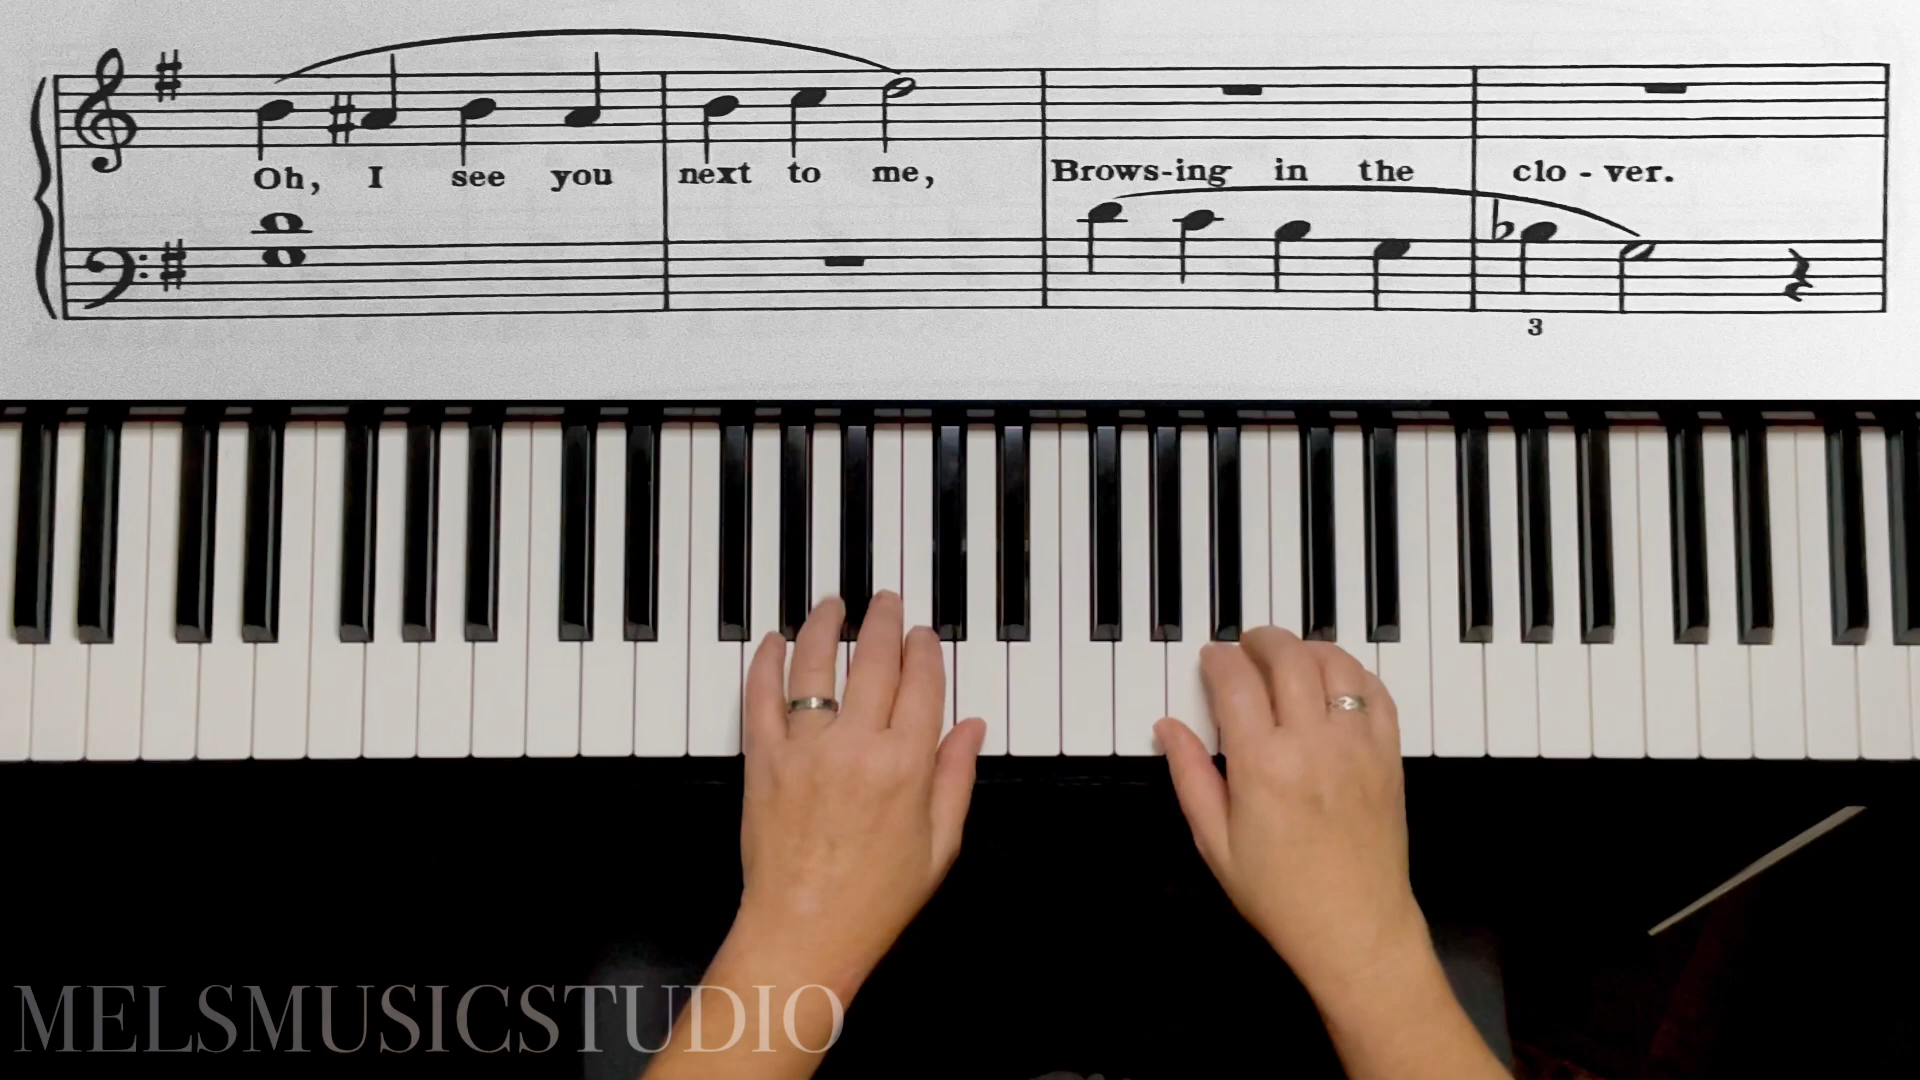 Oh, I see you next to me, Brows-ing in the clo - ver.
3
MELSMUSICSTUDIO